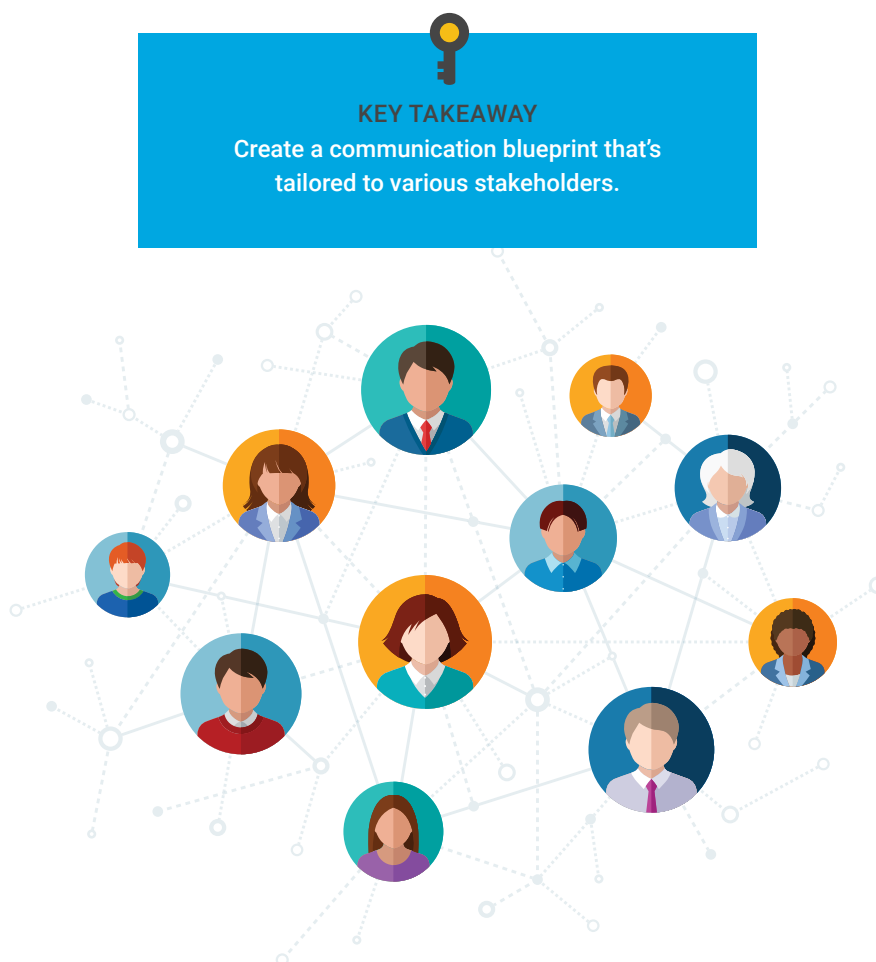 KEY TAKEAWAY
Create a communication blueprint that’s
tailored to various stakeholders.